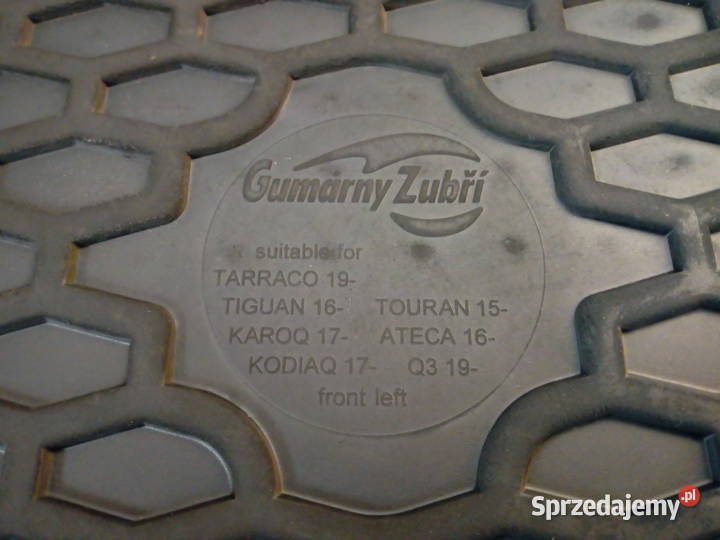 Gumárny Zubří
suitable for
TARRACO 19-
TIGUAN 16- TOURAN 15-
KAROQ 17- ATECA 16-
KODIAQ 17- Q3 19-
front left
Sprzedajemy.pl